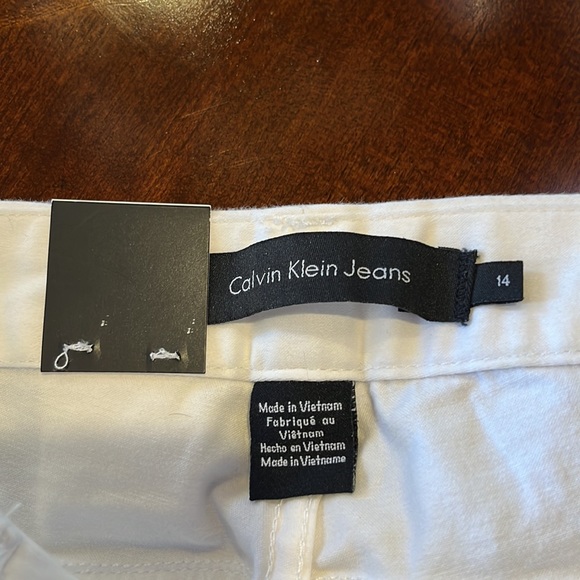 Calvin Klein Jeans
14
Made in Vietnam
Fabriqué au
Viêtnam
Hecho en Vietnam
Made in Vietname